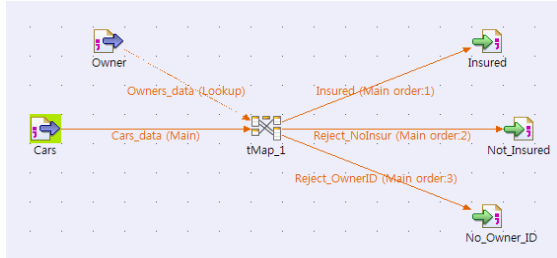 Owner
Insured
Owners_data (Lookup)
Insured (Main order:1)
Cars
Cars_data (Main)
tMap_1
Reject_NoInsur (Main order:2)
Not_Insured
Reject_OwnerID (Main order:3)
No_Owner_ID